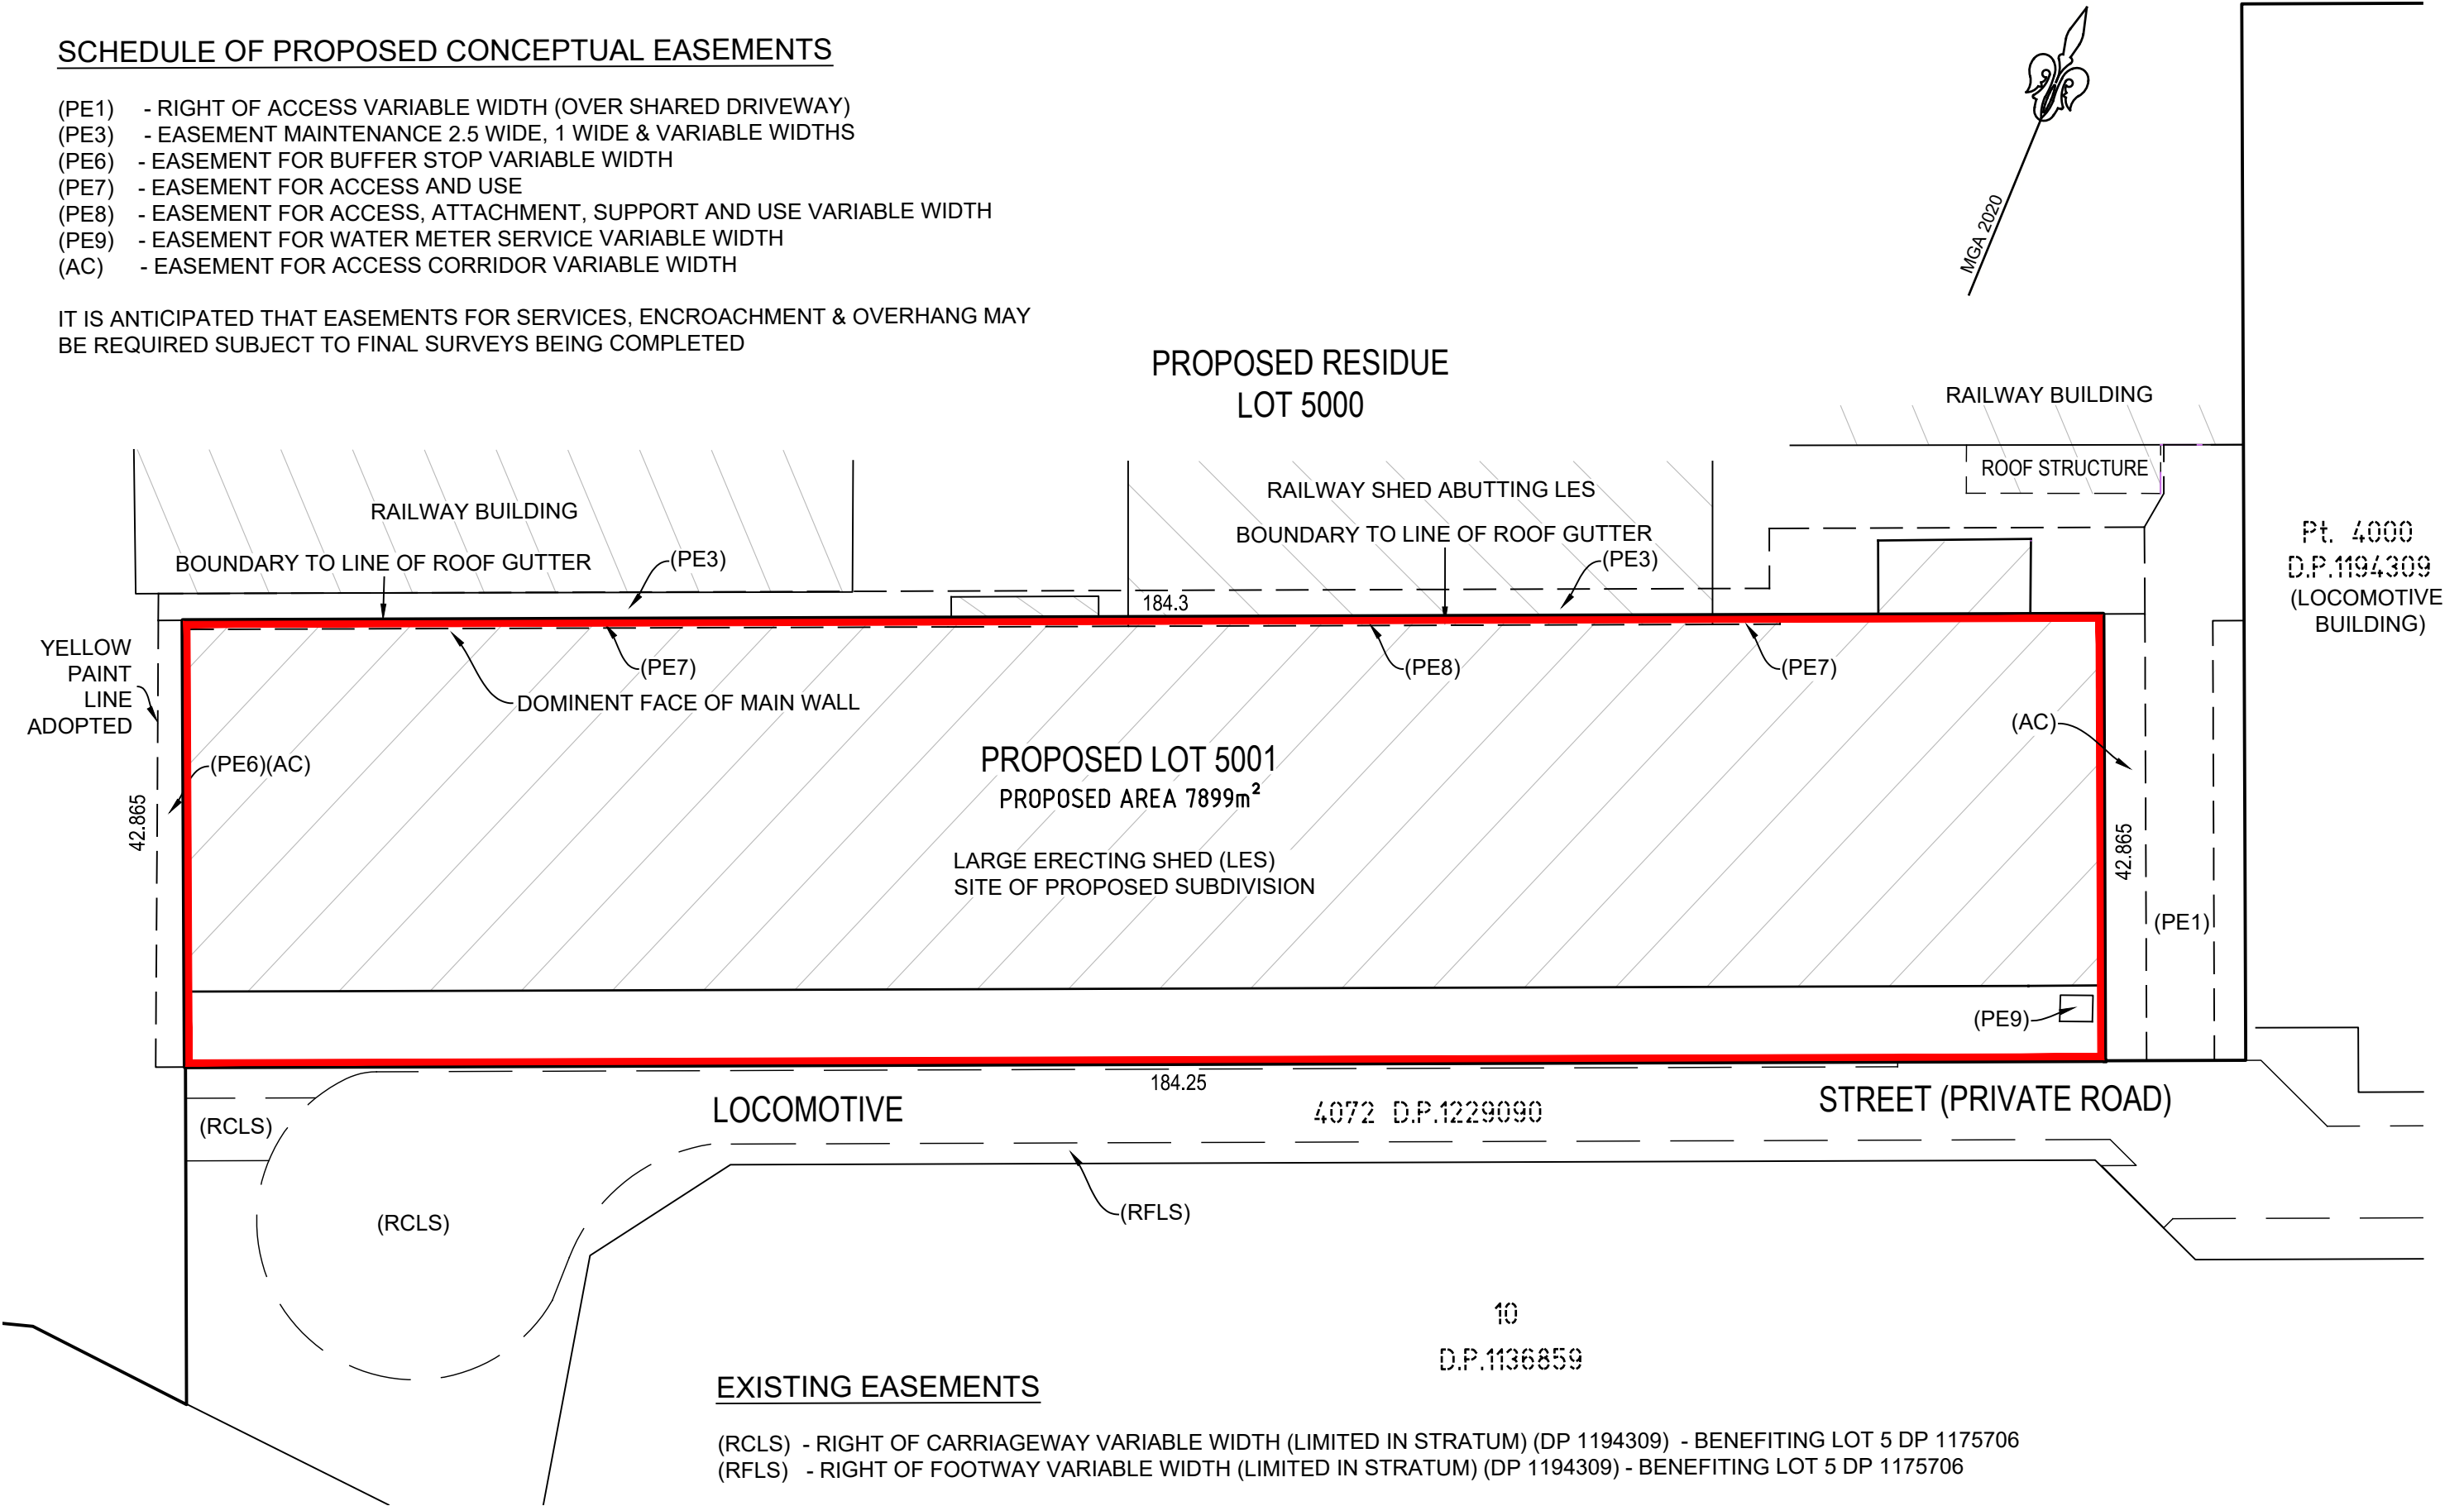 SCHEDULE OF PROPOSED CONCEPTUAL EASEMENTS
(PE1) - RIGHT OF ACCESS VARIABLE WIDTH (OVER SHARED DRIVEWAY)
(PE3) - EASEMENT MAINTENANCE 2.5 WIDE, 1 WIDE & VARIABLE WIDTHS
(PE6) - EASEMENT FOR BUFFER STOP VARIABLE WIDTH
(PE7) - EASEMENT FOR ACCESS AND USE
(PE8) - EASEMENT FOR ACCESS, ATTACHMENT, SUPPORT AND USE VARIABLE WIDTH
(PE9) - EASEMENT FOR WATER METER SERVICE VARIABLE WIDTH
(AC) - EASEMENT FOR ACCESS CORRIDOR VARIABLE WIDTH
IT IS ANTICIPATED THAT EASEMENTS FOR SERVICES, ENCROACHMENT & OVERHANG MAY
BE REQUIRED SUBJECT TO FINAL SURVEYS BEING COMPLETED
MGA 2020
PROPOSED RESIDUE
LOT 5000
RAILWAY BUILDING
ROOF STRUCTURE
RAILWAY BUILDING
BOUNDARY TO LINE OF ROOF GUTTER
(PE3)
RAILWAY SHED ABUTTING LES
BOUNDARY TO LINE OF ROOF GUTTER
(PE3)
Pt. 4000
D.P.1194309
(LOCOMOTIVE
BUILDING)
184.3
YELLOW
PAINT
LINE
ADOPTED
(PE7)
(PE8)
(PE7)
DOMINENT FACE OF MAIN WALL
(AC)
(PE6)(AC)
PROPOSED LOT 5001
PROPOSED AREA 7899m²
42.865
42.865
LARGE ERECTING SHED (LES)
SITE OF PROPOSED SUBDIVISION
(PE1)
(PE9)
184.25
LOCOMOTIVE
4072 D.P.1229090
STREET (PRIVATE ROAD)
(RCLS)
(RCLS)
(RFLS)
10
D.P.1136859
EXISTING EASEMENTS
(RCLS) - RIGHT OF CARRIAGEWAY VARIABLE WIDTH (LIMITED IN STRATUM) (DP 1194309) - BENEFITING LOT 5 DP 1175706
(RFLS) - RIGHT OF FOOTWAY VARIABLE WIDTH (LIMITED IN STRATUM) (DP 1194309) - BENEFITING LOT 5 DP 1175706